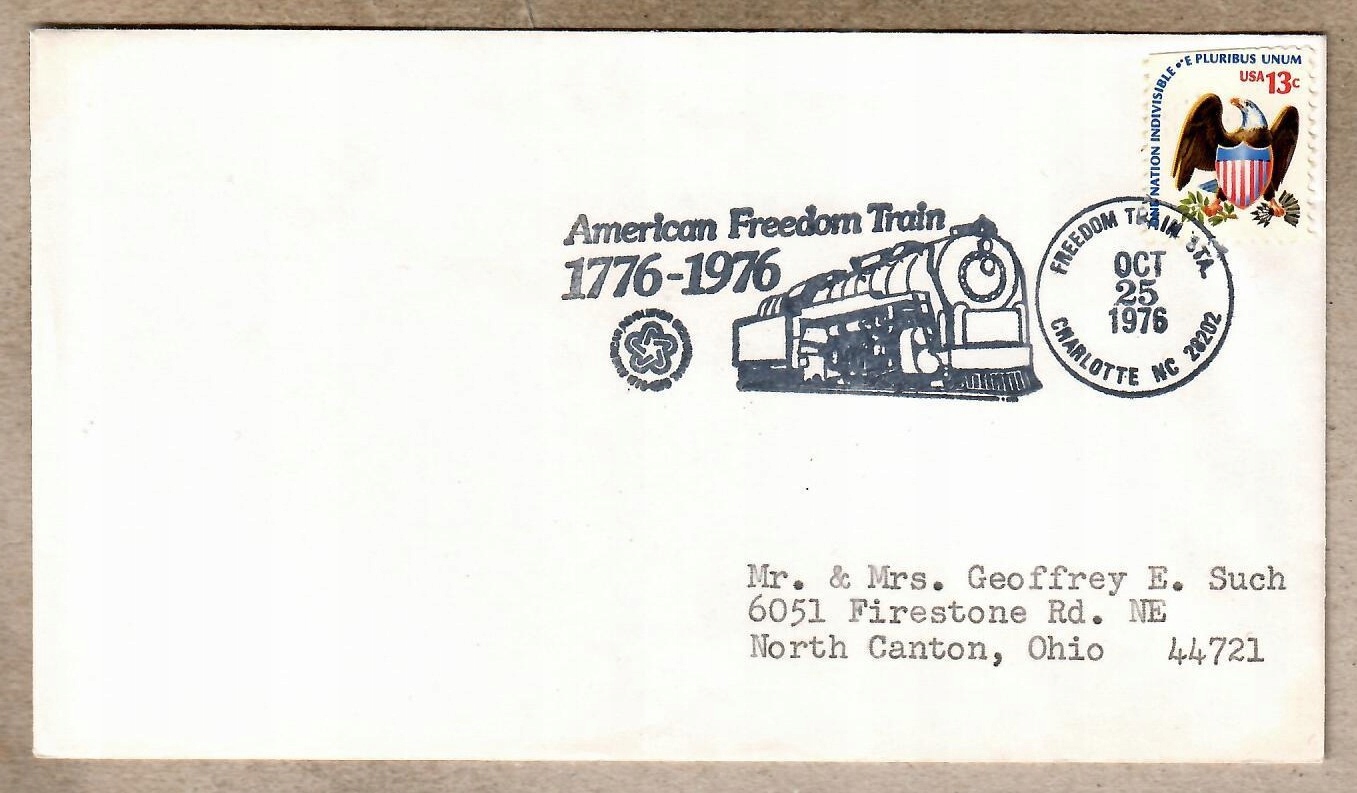 ONE NATION INDIVISIBLE • E PLURIBUS UNUM
USA 13c
American Freedom Train
1776-1976
FREEDOM TRAIN STA.
OCT
25
1976
CHARLOTTE NC 28202
Mr. & Mrs. Geoffrey E. Such
6051 Firestone Rd. NE
North Canton, Ohio 44721